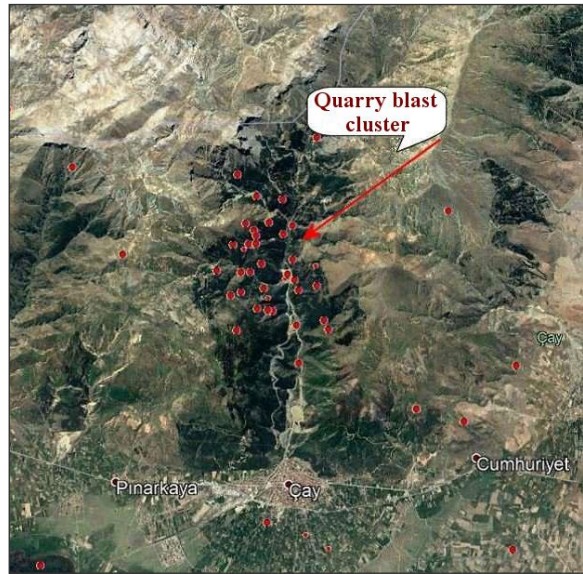 Quarry blast
cluster
Çay
Cumhuriyet
Pınarkaya
Çay